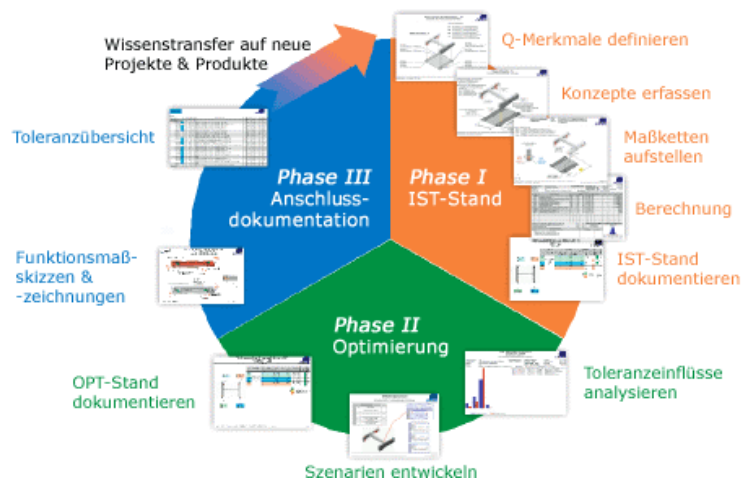 Wissenstransfer auf neue
Projekte & Produkte
Q-Merkmale definieren
Konzepte erfassen
Maßketten
aufstellen
Berechnung
IST-Stand
dokumentieren
Phase I
IST-Stand
Toleranzeinflüsse
analysieren
Szenarien entwickeln
OPT-Stand
dokumentieren
Phase II
Optimierung
Funktionsmaß-
skizzen &
-zeichnungen
Toleranzübersicht
Phase III
Anschluss-
dokumentation